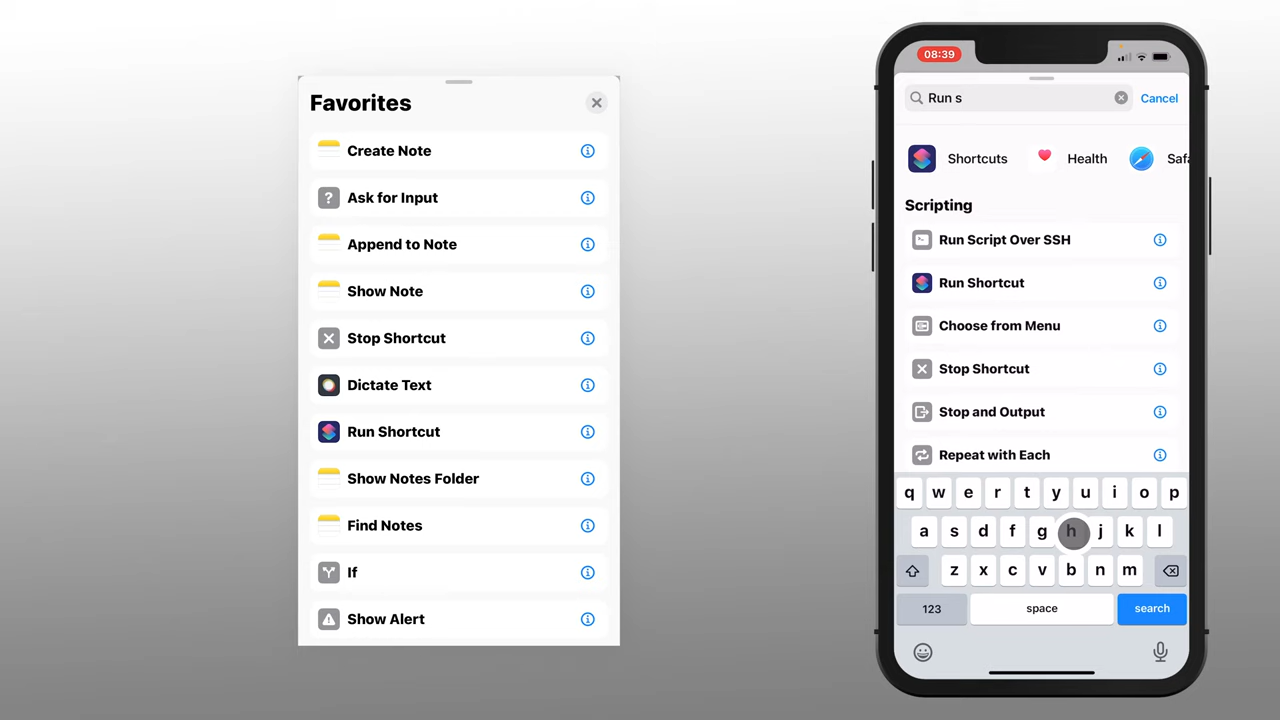 Favorites
Create Note
Ask for Input
Append to Note
Show Note
Stop Shortcut
Dictate Text
Run Shortcut
Show Notes Folder
Find Notes
If
Show Alert
08:39
Run s
Cancel
Shortcuts
Health
Safa
Scripting
Run Script Over SSH
Run Shortcut
Choose from Menu
Stop Shortcut
Stop and Output
Repeat with Each
q w e r t y u i o p
a s d f g h j k l
z x c v b n m
123 space search